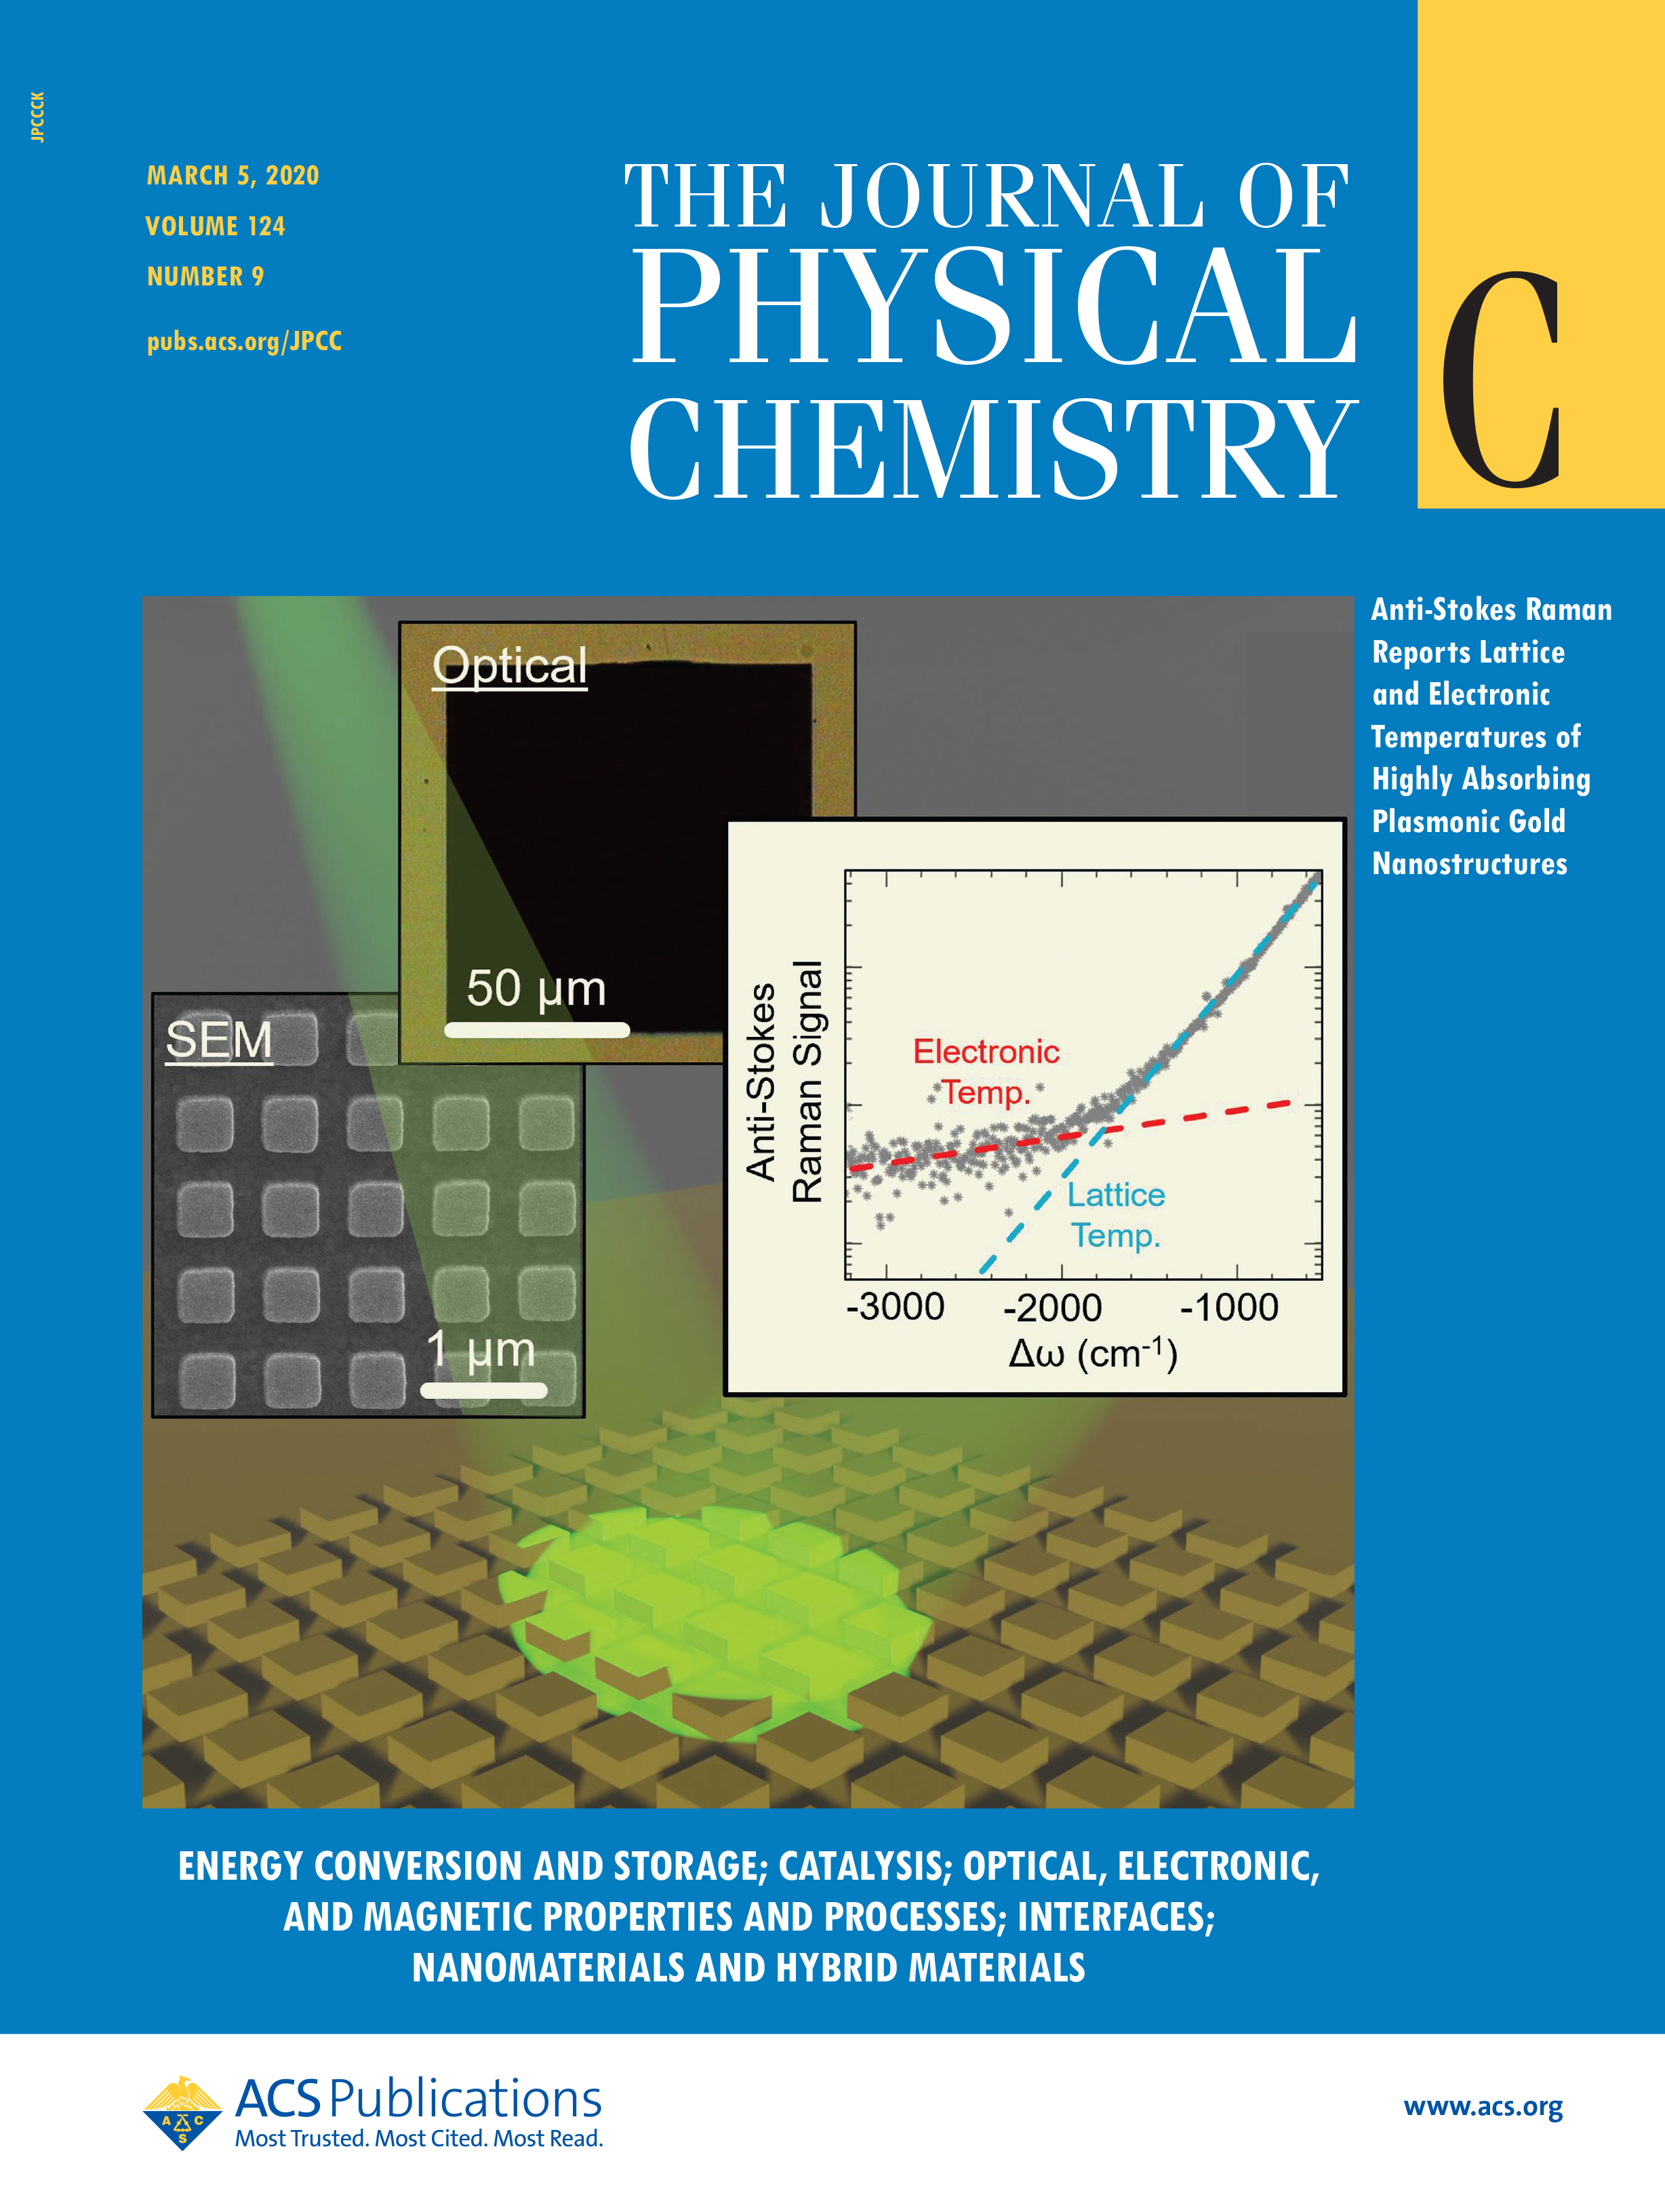 JPCCCK
MARCH 5, 2020
VOLUME 124
NUMBER 9
pubs.acs.org/JPCC
THE JOURNAL OF
PHYSICAL
CHEMISTRY
C
Anti-Stokes Raman
Reports Lattice
and Electronic
Temperatures of
Highly Absorbing
Plasmonic Gold
Nanostructures
Optical
50 µm
SEM
1 µm
Anti-Stokes
Raman Signal
Electronic
Temp.
Lattice
Temp.
-3000 -2000 -1000
Δω (cm⁻¹)
ENERGY CONVERSION AND STORAGE; CATALYSIS; OPTICAL, ELECTRONIC,
AND MAGNETIC PROPERTIES AND PROCESSES; INTERFACES;
NANOMATERIALS AND HYBRID MATERIALS
A C
S
ACS Publications
Most Trusted. Most Cited. Most Read.
www.acs.org